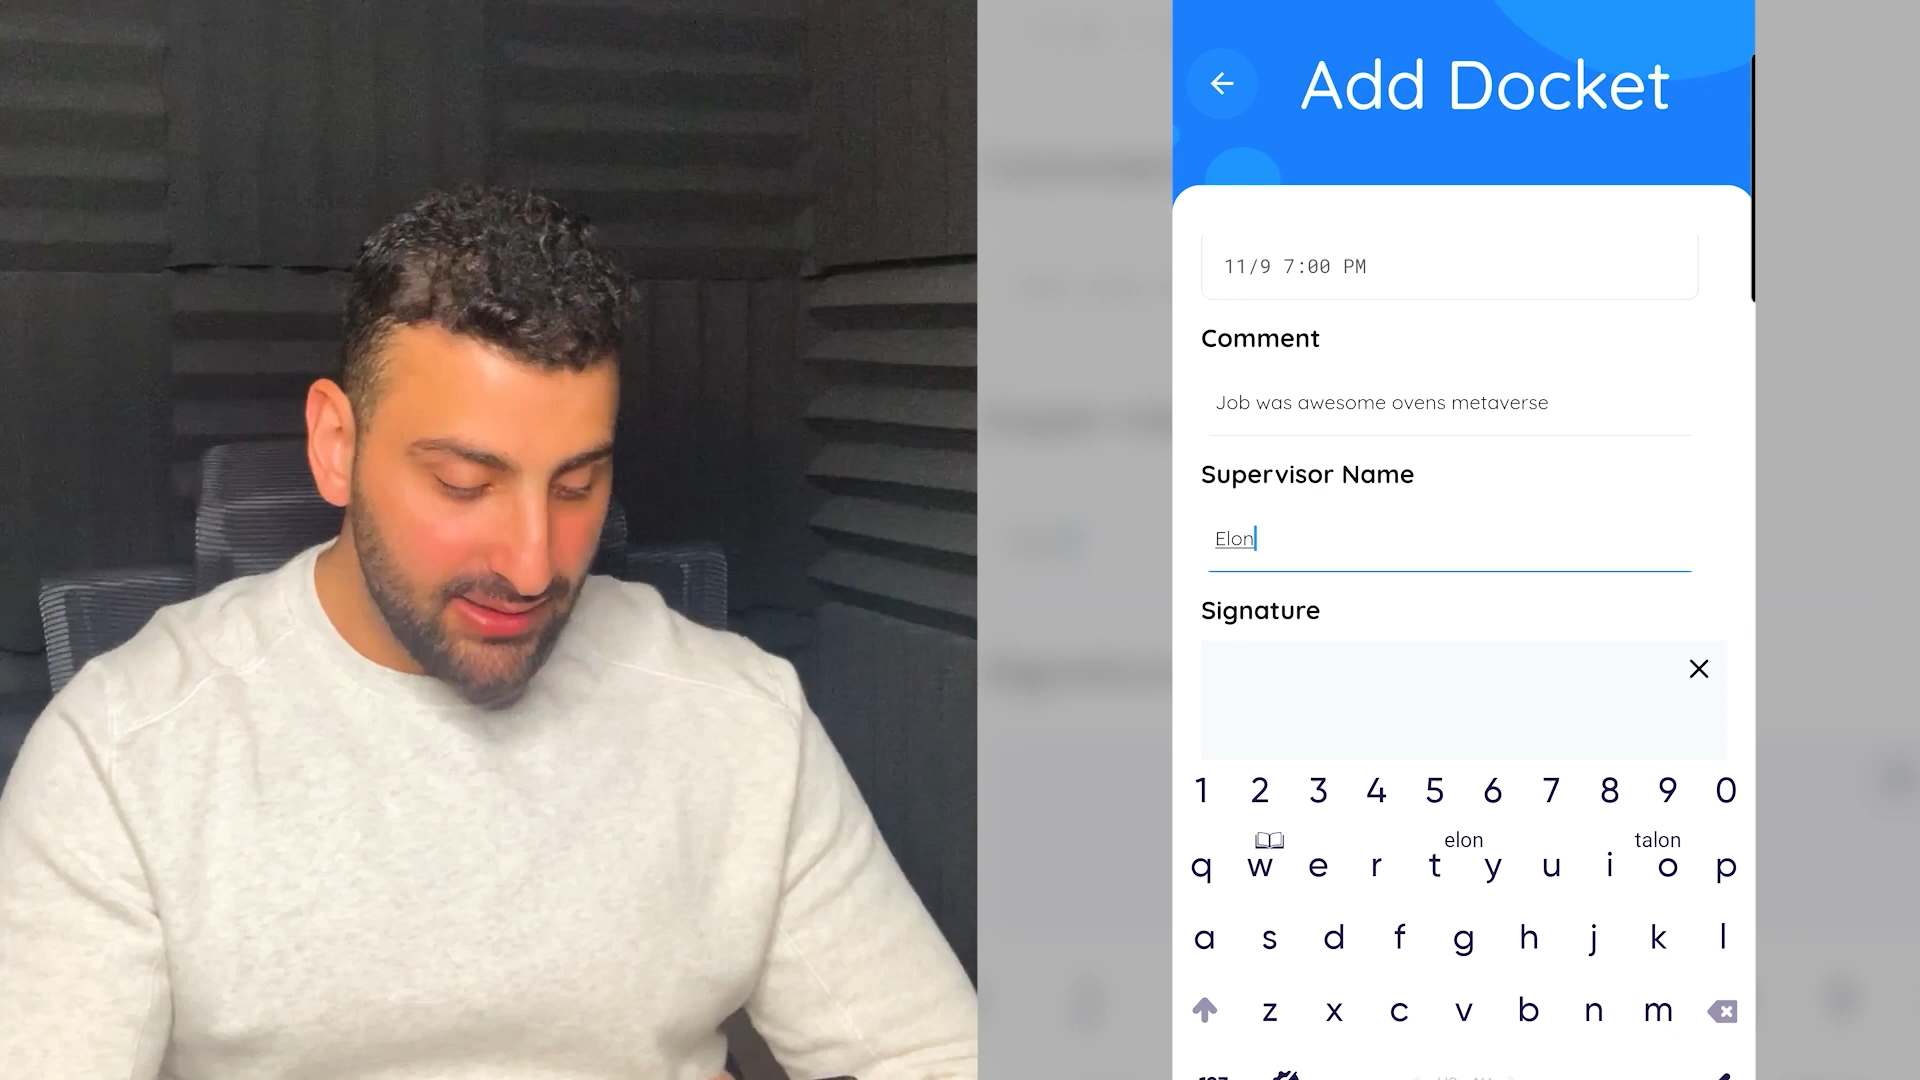 Add Docket
11/9 7:00 PM
Comment
Job was awesome ovens metaverse
Supervisor Name
Elon
Signature
1 2 3 4 5 6 7 8 9 0
elon talon
q w e r t y u i o p
a s d f g h j k l
z x c v b n m